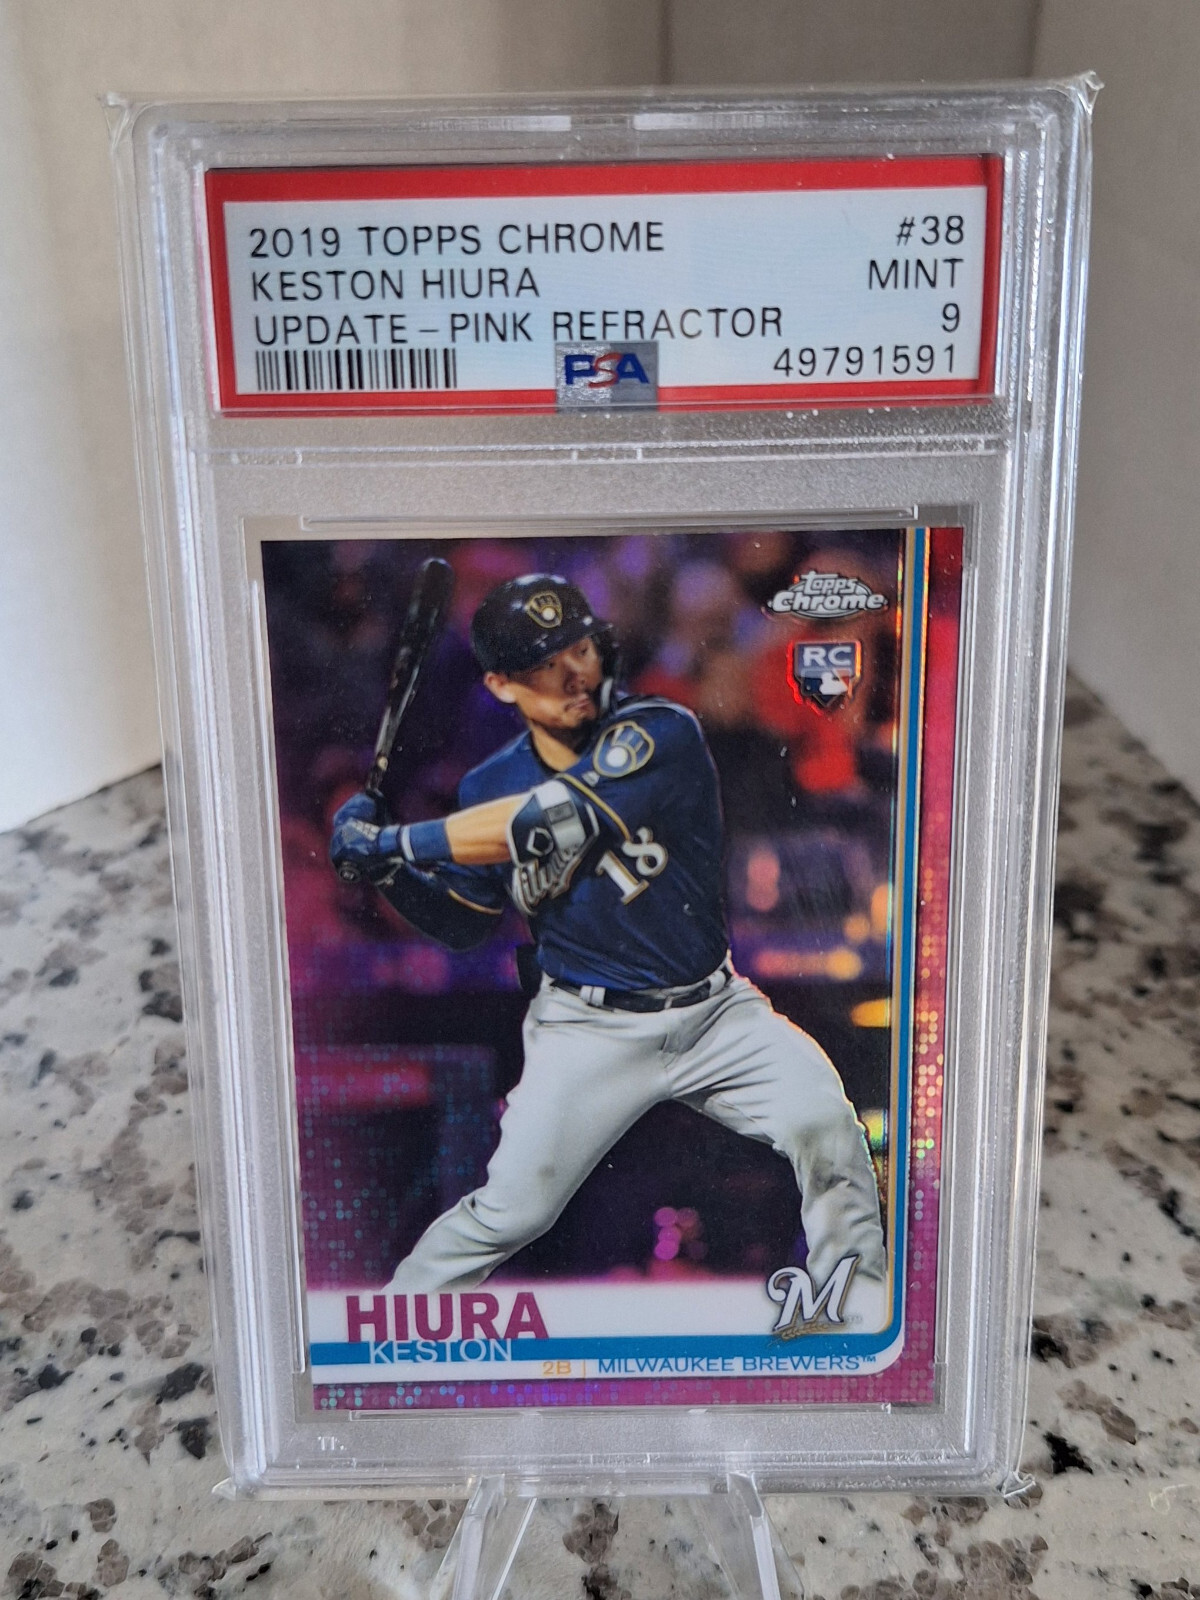 2019 TOPPS CHROME #38
KESTON HIURA MINT
UPDATE - PINK REFRACTOR 9
PSA 49791591
Topps
Chrome
RC
18
HIURA
KESTON
M
2B | MILWAUKEE BREWERS™